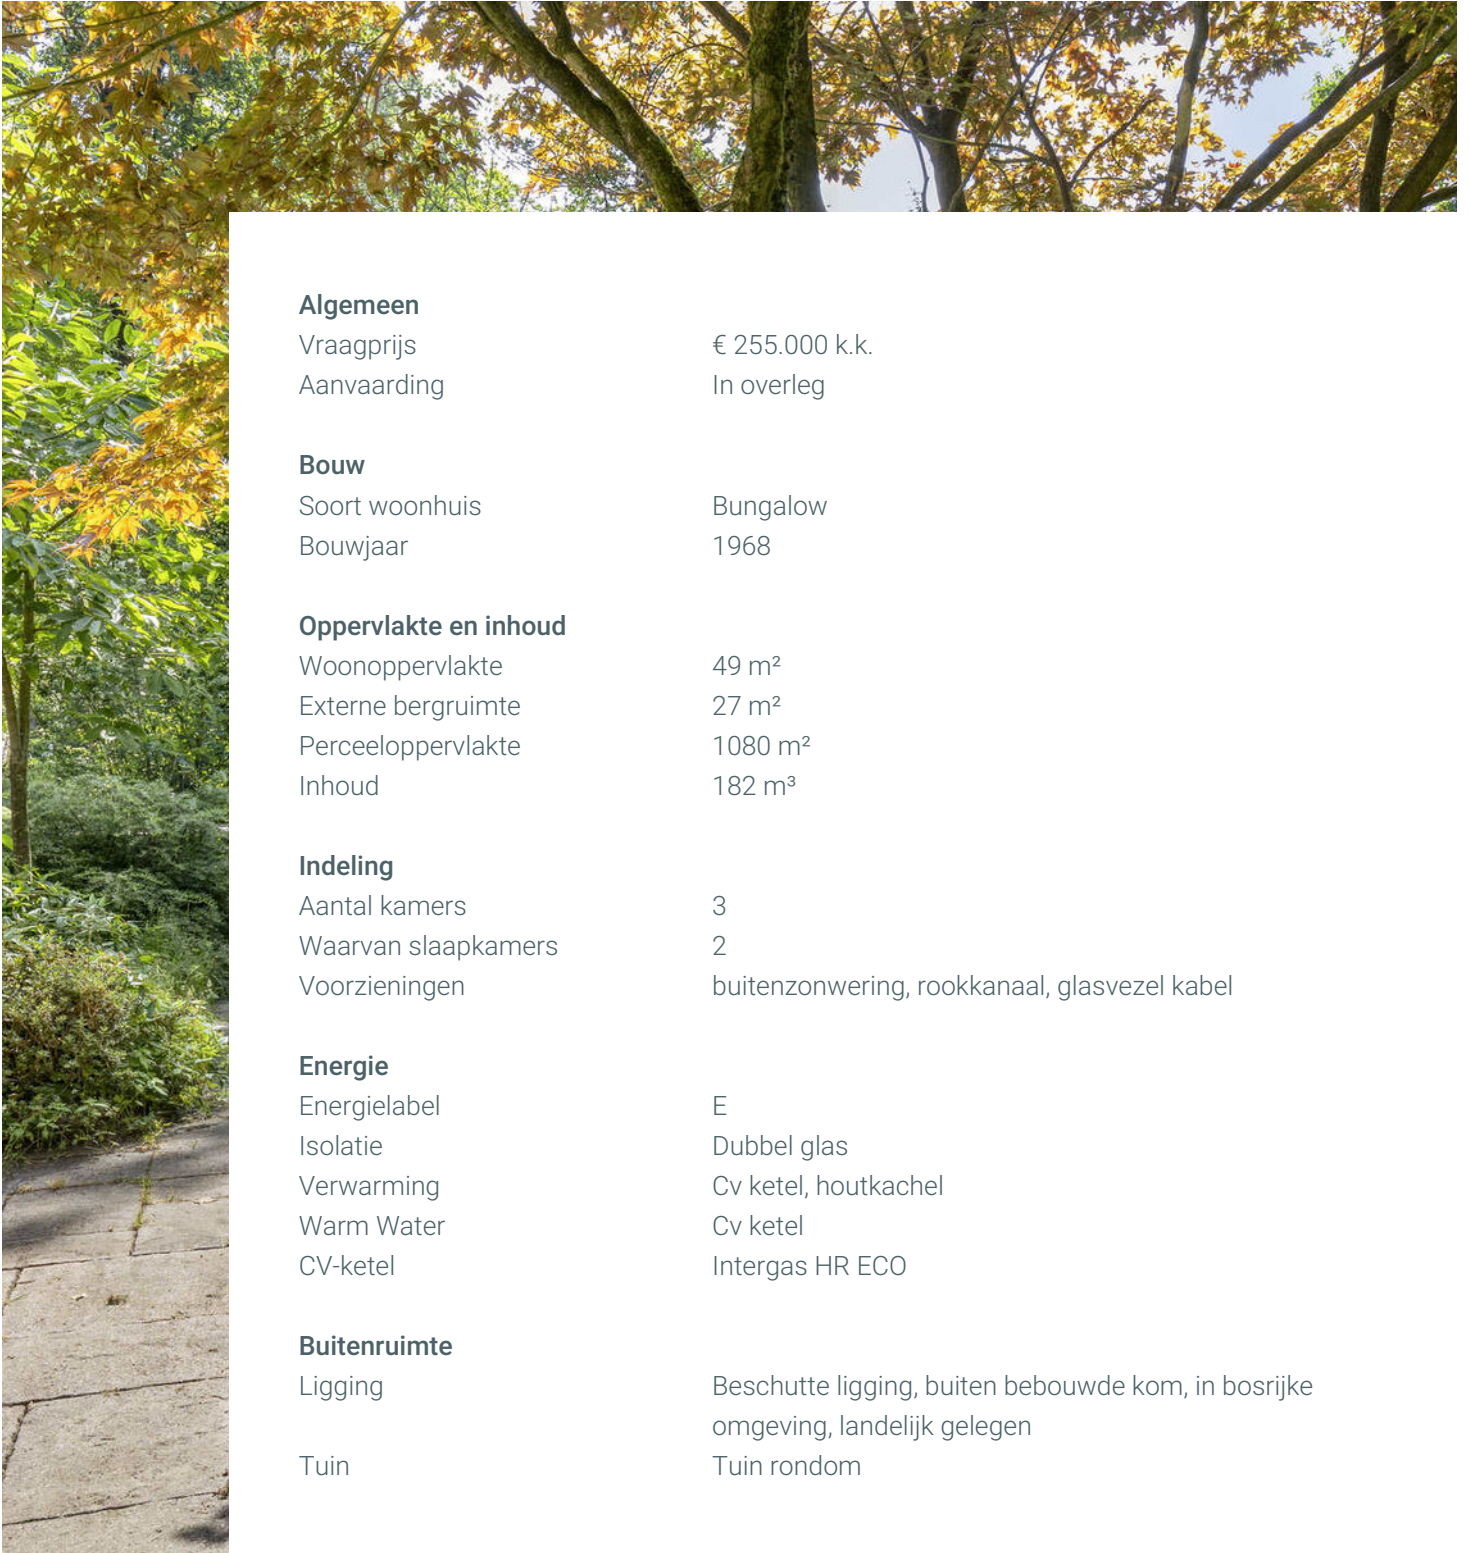 Algemeen
Vraagprijs € 255.000 k.k.
Aanvaarding In overleg
Bouw
Soort woonhuis Bungalow
Bouwjaar 1968
Oppervlakte en inhoud
Woonoppervlakte 49 m²
Externe bergruimte 27 m²
Perceeloppervlakte 1080 m²
Inhoud 182 m³
Indeling
Aantal kamers 3
Waarvan slaapkamers 2
Voorzieningen buitenzonwering, rookkanaal, glasvezel kabel
Energie
Energielabel E
Isolatie Dubbel glas
Verwarming Cv ketel, houtkachel
Warm Water Cv ketel
CV-ketel Intergas HR ECO
Buitenruimte
Ligging Beschutte ligging, buiten bebouwde kom, in bosrijke
omgeving, landelijk gelegen
Tuin Tuin rondom